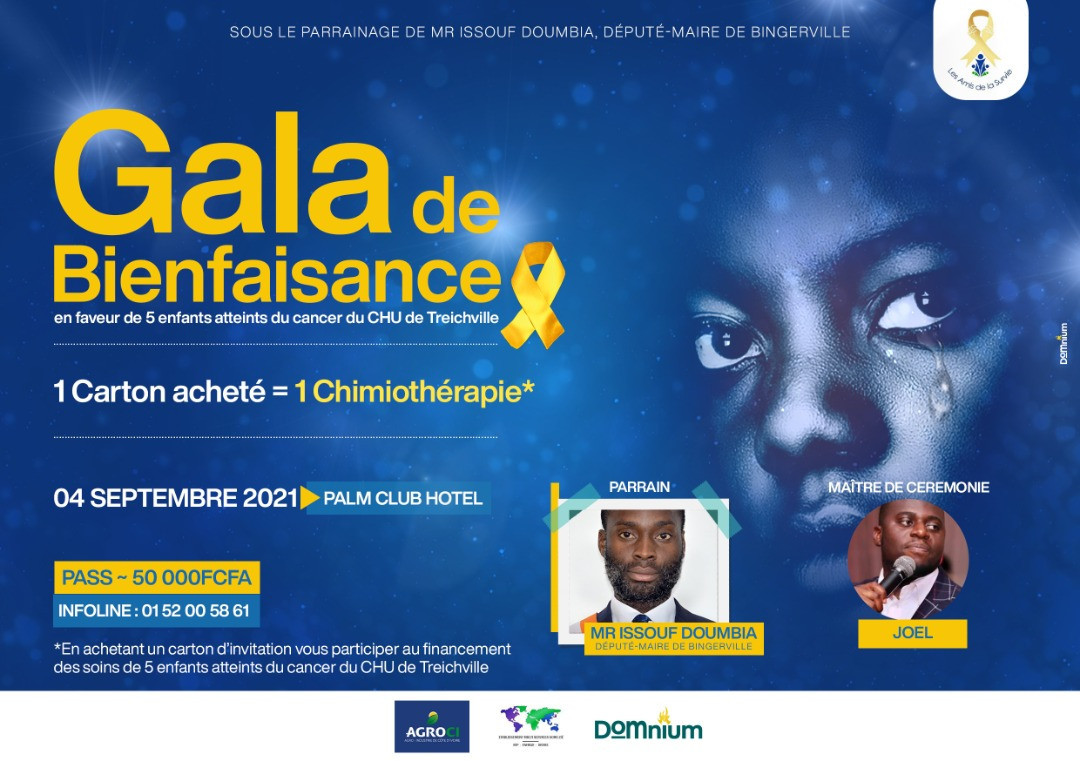 SOUS LE PARRAINAGE DE MR ISSOUF DOUMBIA, DÉPUTÉ-MAIRE DE BINGERVILLE
Les Amis de la Survie
Gala de
Bienfaisance
en faveur de 5 enfants atteints du cancer du CHU de Treichville
1 Carton acheté = 1 Chimiothérapie*
04 SEPTEMBRE 2021 PALM CLUB HOTEL
PASS ~ 50 000FCFA
INFOLINE : 01 52 00 58 61
*En achetant un carton d'invitation vous participer au financement
des soins de 5 enfants atteints du cancer du CHU de Treichville
PARRAIN
MR ISSOUF DOUMBIA
DÉPUTÉ-MAIRE DE BINGERVILLE
MAÎTRE DE CEREMONIE
JOEL
DOMnium
AGROCI
DOMnium